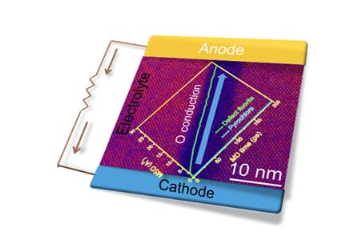 Anode
Electrolyte
O conduction
Defect fluorite
Pyrochlore
MD time (ps)
10 nm
Cathode